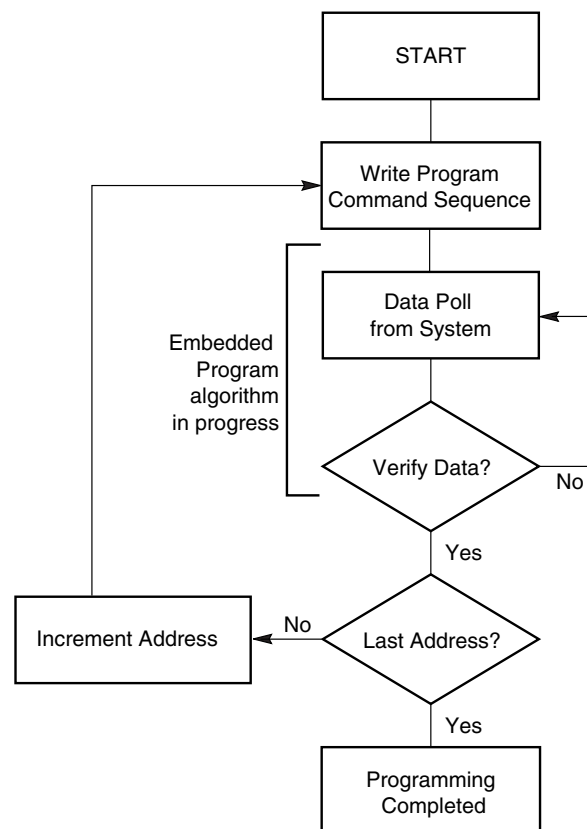 START
Write Program
Command Sequence
Data Poll
from System
Embedded
Program
algorithm
in progress
Verify Data?
No
Yes
Increment Address
No
Last Address?
Yes
Programming
Completed